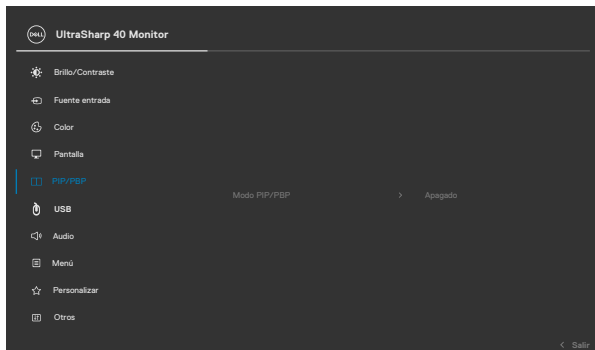 DELL UltraSharp 40 Monitor
Brillo/Contraste
Fuente entrada
Color
Pantalla
PIP/PBP
Modo PIP/PBP > Apagado
USB
Audio
Menú
Personalizar
Otros
< Salir